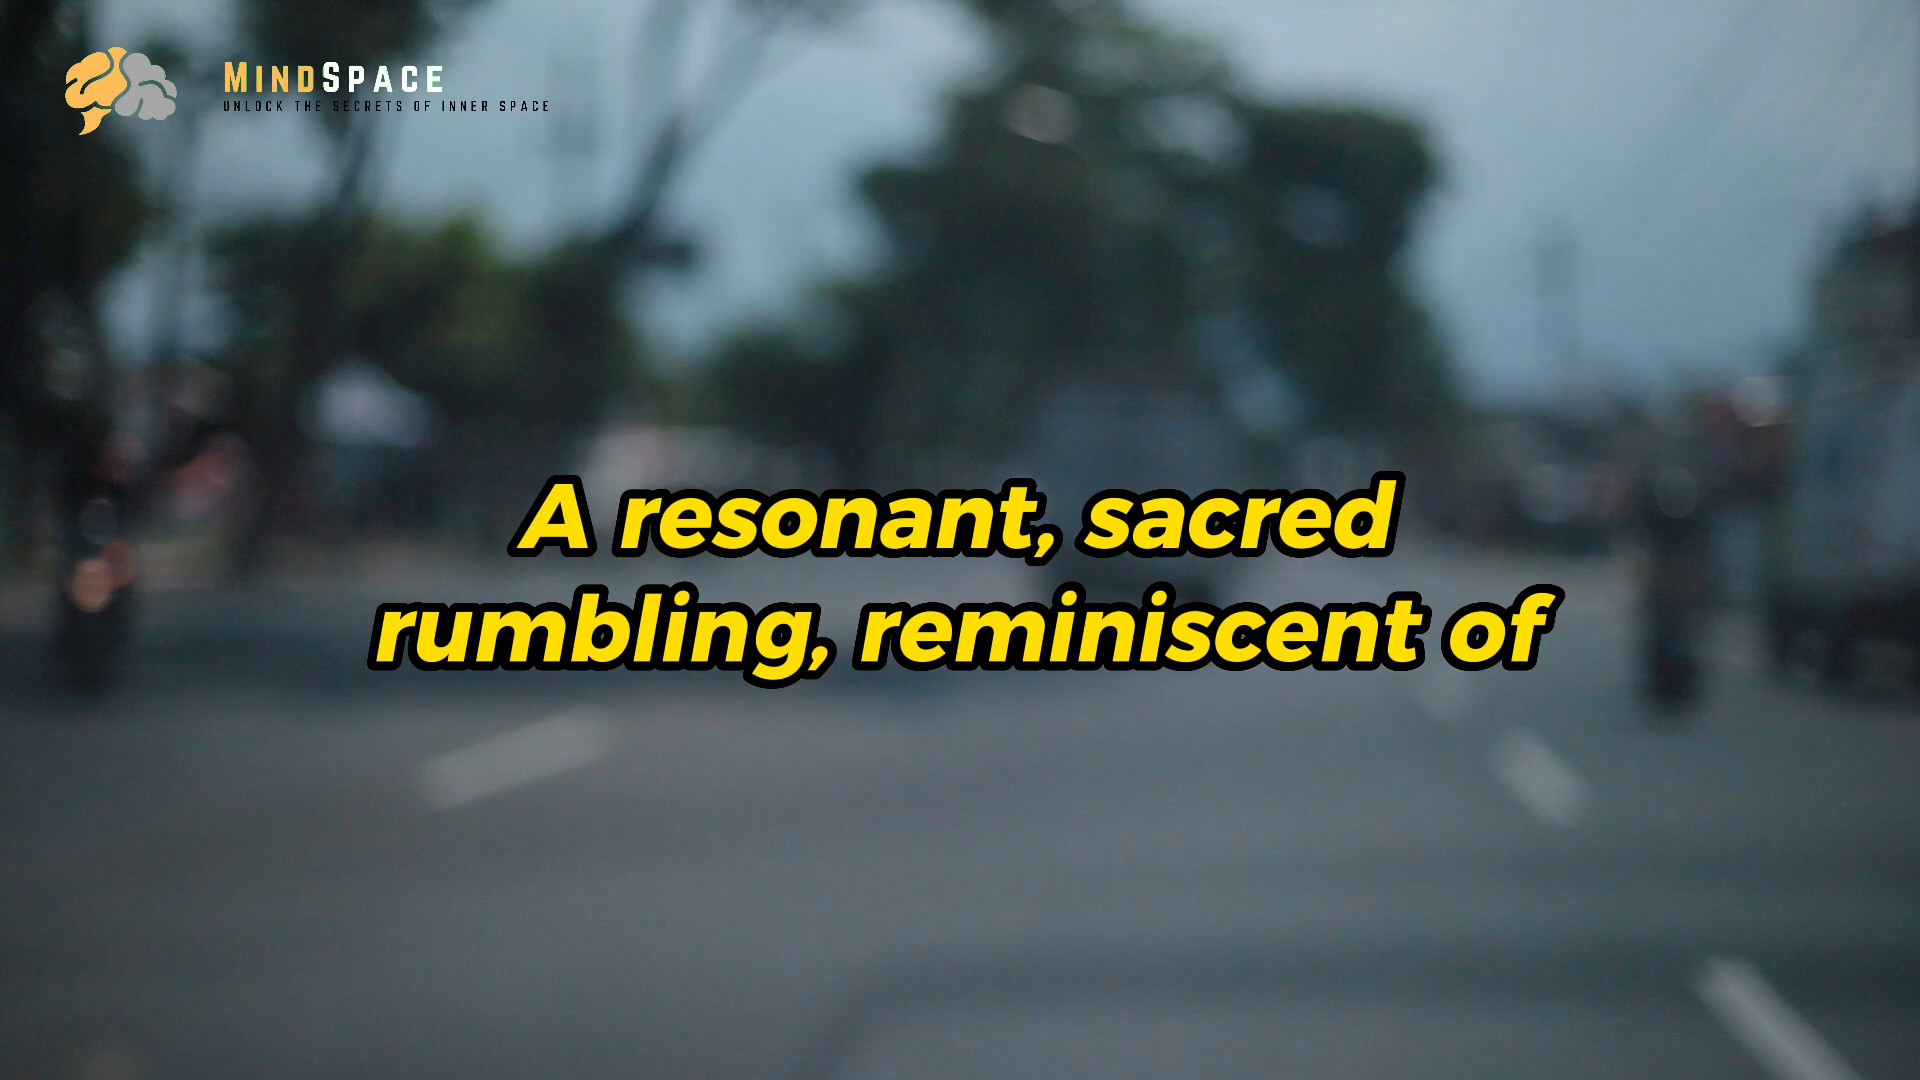 MINDSPACE
UNLOCK THE SECRETS OF INNER SPACE
A resonant, sacred
rumbling, reminiscent of